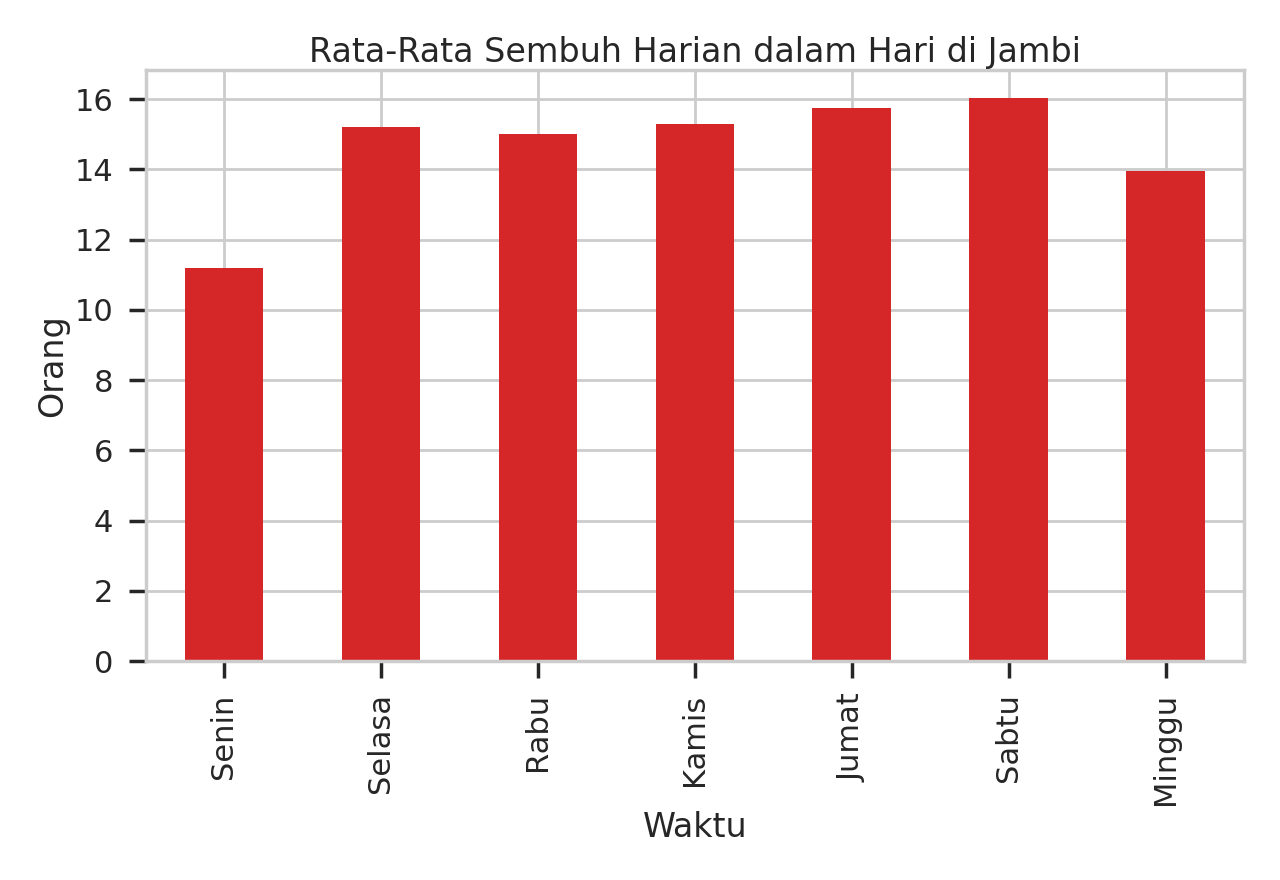 Rata-Rata Sembuh Harian dalam Hari di Jambi
16
14
12
10
8
6
4
2
0
Orang
Senin
Selasa
Rabu
Kamis
Jumat
Sabtu
Minggu
Waktu